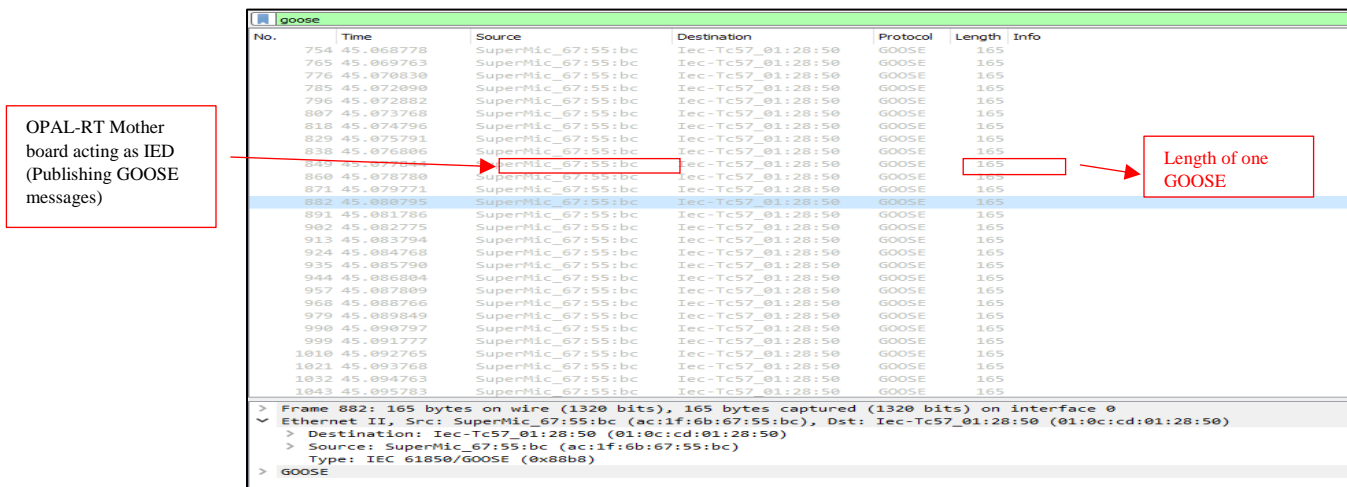 goose
No. Time Source Destination Protocol Length Info
754 45.068778 SuperMic_67:55:bc Iec-Tc57_01:28:50 GOOSE 165
765 45.069763 SuperMic_67:55:bc Iec-Tc57_01:28:50 GOOSE 165
776 45.070830 SuperMic_67:55:bc Iec-Tc57_01:28:50 GOOSE 165
785 45.072090 SuperMic_67:55:bc Iec-Tc57_01:28:50 GOOSE 165
796 45.072882 SuperMic_67:55:bc Iec-Tc57_01:28:50 GOOSE 165
807 45.073768 SuperMic_67:55:bc Iec-Tc57_01:28:50 GOOSE 165
818 45.074796 SuperMic_67:55:bc Iec-Tc57_01:28:50 GOOSE 165
829 45.075791 SuperMic_67:55:bc Iec-Tc57_01:28:50 GOOSE 165
838 45.076806 SuperMic_67:55:bc Iec-Tc57_01:28:50 GOOSE 165
849 SuperMic_67:55:bc Iec-Tc57_01:28:50 GOOSE 165
860 45.078780 SuperMic_67:55:bc Iec-Tc57_01:28:50 GOOSE 165
871 45.079771 SuperMic_67:55:bc Iec-Tc57_01:28:50 GOOSE 165
882 45.080795 SuperMic_67:55:bc Iec-Tc57_01:28:50 GOOSE 165
891 45.081786 SuperMic_67:55:bc Iec-Tc57_01:28:50 GOOSE 165
902 45.082775 SuperMic_67:55:bc Iec-Tc57_01:28:50 GOOSE 165
913 45.083794 SuperMic_67:55:bc Iec-Tc57_01:28:50 GOOSE 165
924 45.084768 SuperMic_67:55:bc Iec-Tc57_01:28:50 GOOSE 165
935 45.085790 SuperMic_67:55:bc Iec-Tc57_01:28:50 GOOSE 165
944 45.086804 SuperMic_67:55:bc Iec-Tc57_01:28:50 GOOSE 165
957 45.087809 SuperMic_67:55:bc Iec-Tc57_01:28:50 GOOSE 165
968 45.088766 SuperMic_67:55:bc Iec-Tc57_01:28:50 GOOSE 165
979 45.089849 SuperMic_67:55:bc Iec-Tc57_01:28:50 GOOSE 165
990 45.090797 SuperMic_67:55:bc Iec-Tc57_01:28:50 GOOSE 165
999 45.091777 SuperMic_67:55:bc Iec-Tc57_01:28:50 GOOSE 165
1010 45.092765 SuperMic_67:55:bc Iec-Tc57_01:28:50 GOOSE 165
1021 45.093768 SuperMic_67:55:bc Iec-Tc57_01:28:50 GOOSE 165
1032 45.094763 SuperMic_67:55:bc Iec-Tc57_01:28:50 GOOSE 165
1043 45.095783 SuperMic_67:55:bc Iec-Tc57_01:28:50 GOOSE 165
Frame 882: 165 bytes on wire (1320 bits), 165 bytes captured (1320 bits) on interface 0
Ethernet II, Src: SuperMic_67:55:bc (ac:1f:6b:67:55:bc), Dst: Iec-Tc57_01:28:50 (01:0c:cd:01:28:50)
Destination: Iec-Tc57_01:28:50 (01:0c:cd:01:28:50)
Source: SuperMic_67:55:bc (ac:1f:6b:67:55:bc)
Type: IEC 61850/GOOSE (0x88b8)
GOOSE
OPAL-RT Mother
board acting as IED
(Publishing GOOSE
messages)
Length of one
GOOSE